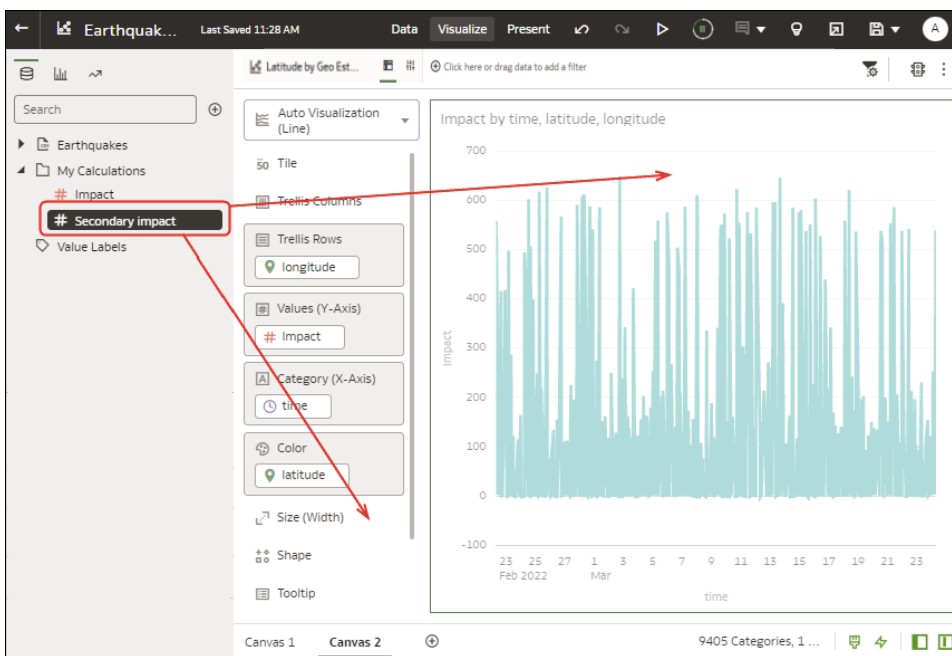 Earthquak...
Last Saved 11:28 AM
Data
Visualize
Present
A
Latitude by Geo Est...
Click here or drag data to add a filter
Search
Earthquakes
My Calculations
# Impact
# Secondary impact
Value Labels
Auto Visualization
(Line)
50 Tile
Trellis Columns
Trellis Rows
longitude
# Values (Y-Axis)
# Impact
A Category (X-Axis)
time
Color
latitude
Size (Width)
Shape
Tooltip
Impact by time, latitude, longitude
700
600
500
400
300
200
100
0
-100
Impact
23 25 27 1 3 5 7 9 11 13 15 17 19 21 23
Feb 2022 Mar
time
Canvas 1
Canvas 2
9405 Categories, 1 ...